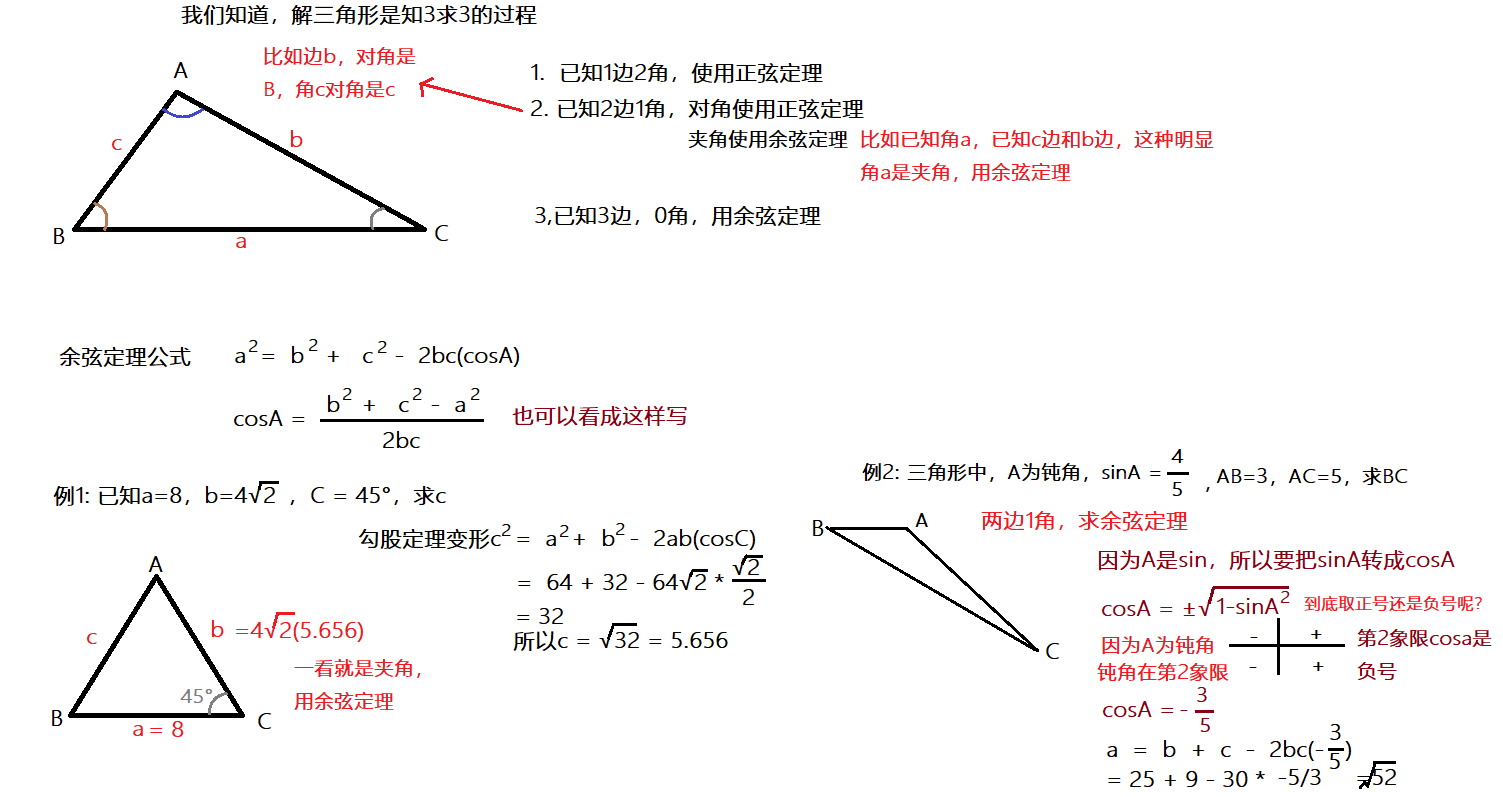 我们知道，解三角形是知3求3的过程
比如边b，对角是
B，角c对角是c
A
B
C
c
b
a
1. 已知1边2角，使用正弦定理
2. 已知2边1角，对角使用正弦定理
夹角使用余弦定理
比如已知角a，已知c边和b边，这种明显
角a是夹角，用余弦定理
3,已知3边，0角，用余弦定理
余弦定理公式 a² = b² + c² - 2bc(cosA)
cosA = (b² + c² - a²)/2bc
也可以看成这样写
例1: 已知a=8，b=4√2 ，C = 45°，求c
勾股定理变形c² = a² + b² - 2ab(cosC)
= 64 + 32 - 64√2 * √2/2
= 32
所以c = √32 = 5.656
A
B
C
c
b =4√2(5.656)
45°
a = 8
一看就是夹角，
用余弦定理
例2: 三角形中，A为钝角，sinA = 4/5 , AB=3，AC=5，求BC
B
A
C
两边1角，求余弦定理
因为A是sin，所以要把sinA转成cosA
cosA = ±√1-sinA² 到底取正号还是负号呢?
因为A为钝角
钝角在第2象限
- +
- +
第2象限cosa是
负号
cosA = - 3/5
a = b + c - 2bc(-3/5)
= 25 + 9 - 30 * -5/3 =√52